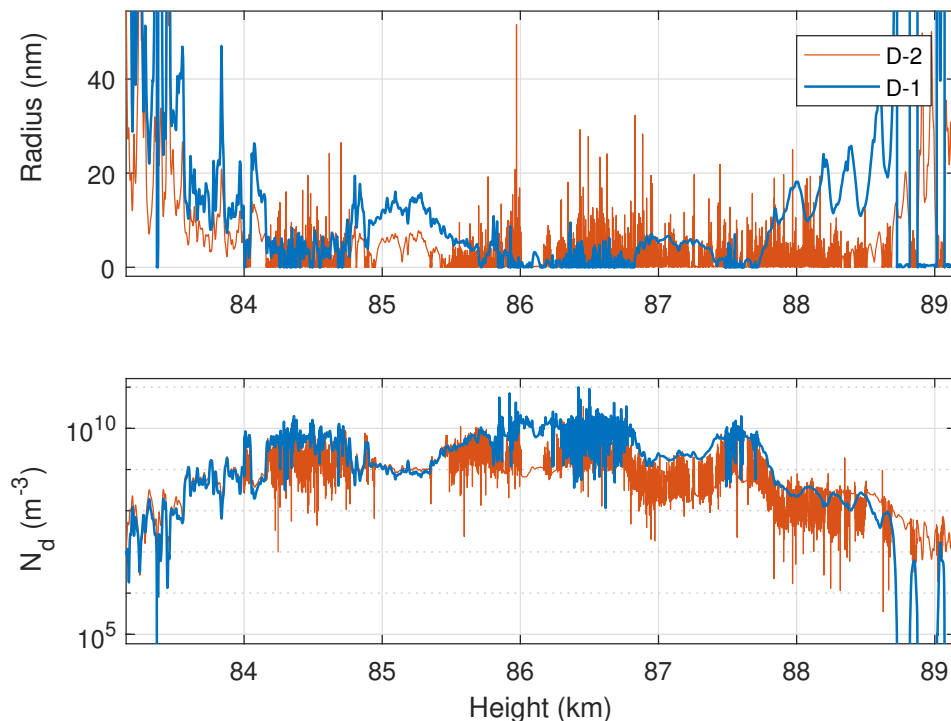 Radius (nm)
40
20
0
D-2
D-1
84 85 86 87 88 89
N_d (m^{-3})
10^{10}
10^5
84 85 86 87 88 89
Height (km)